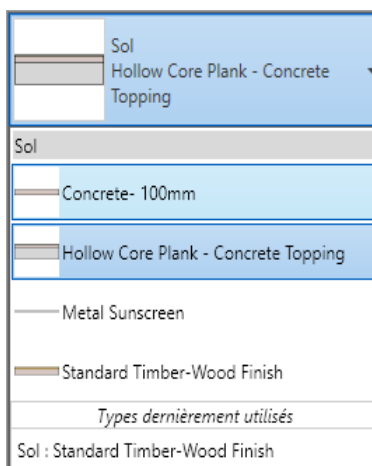 Sol
Hollow Core Plank - Concrete
Topping
Sol
Concrete- 100mm
Hollow Core Plank - Concrete Topping
Metal Sunscreen
Standard Timber-Wood Finish
Types dernièrement utilisés
Sol : Standard Timber-Wood Finish